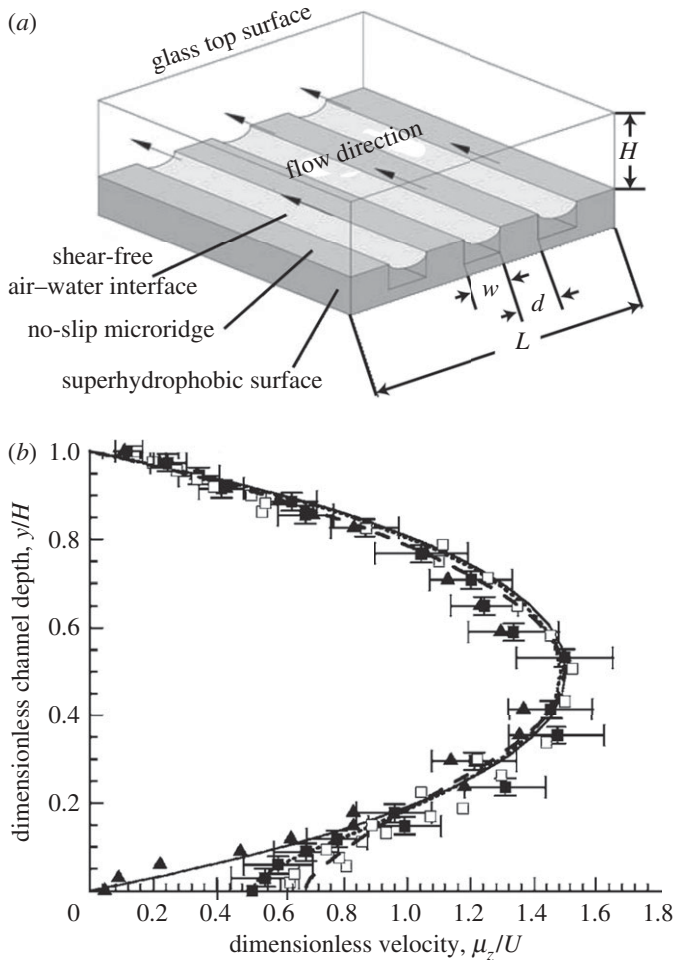 (a)
glass top surface
H
flow direction
shear-free
air–water interface
no-slip microridge
superhydrophobic surface
w
d
L
(b)
1.0
0.8
0.6
0.4
0.2
0
0.2
0.4
0.6
0.8
1.0
1.2
1.4
1.6
1.8
dimensionless channel depth, y/H
dimensionless velocity, μz/U